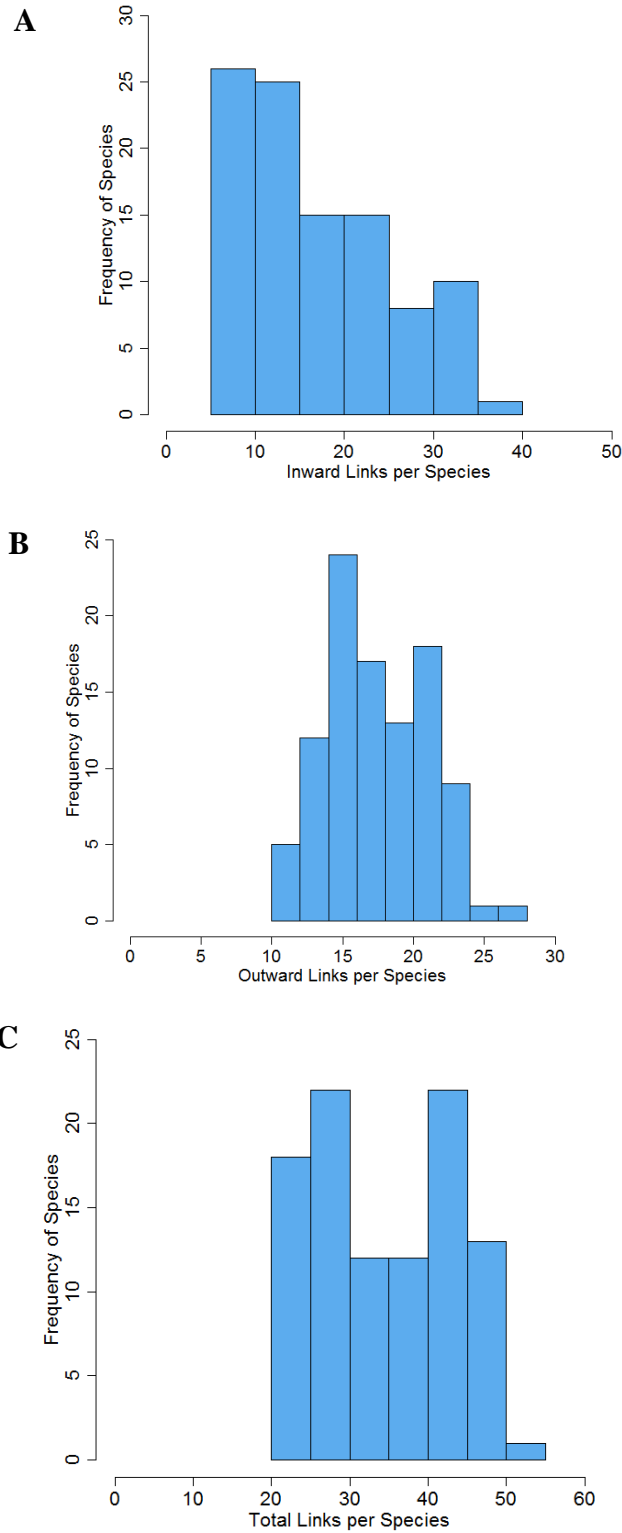 A
30
25
20
15
10
5
0
Frequency of Species
0 10 20 30 40 50
Inward Links per Species
B
25
20
15
10
5
0
Frequency of Species
0 5 10 15 20 25 30
Outward Links per Species
C
25
20
15
10
5
0
Frequency of Species
0 10 20 30 40 50 60
Total Links per Species